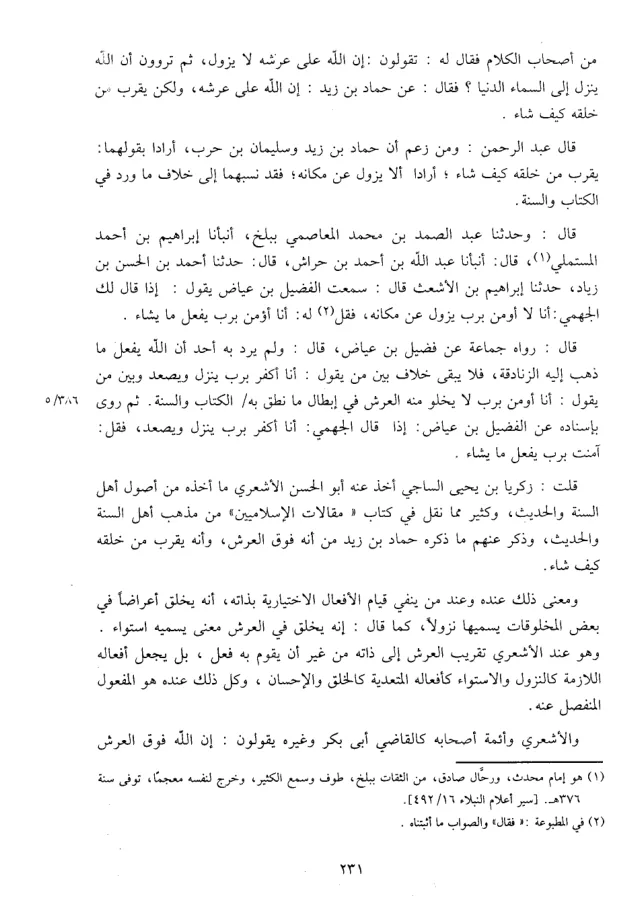 من أصحاب الكلام فقال له : تقولون :إن الله على عرشه لا يزول، ثم تروون أن الله
ينزل إلى السماء الدنيا ؟ فقال : عن حماد بن زيد : إن الله على عرشه، ولكن يقرب من
خلقه كيف شاء .
قال عبد الرحمن : ومن زعم أن حماد بن زيد وسليمان بن حرب، أرادا بقولهما:
يقرب من خلقه كيف شاء ؛ أرادا ألا يزول عن مكانه؛ فقد نسبهما إلى خلاف ما ورد في
الكتاب والسنة.
قال : وحدثنا عبد الصمد بن محمد المعاصمي ببلخ، أنبأنا إبراهيم بن أحمد
المستملي(١)، قال: أنبأنا عبد الله بن أحمد بن حراش، قال: حدثنا أحمد بن الحسن بن
زياد، حدثنا إبراهيم بن الأشعث قال : سمعت الفضيل بن عياض يقول : إذا قال لك
الجهمي:أنا لا أومن برب يزول عن مكانه، فقل(٢) له: أنا أؤمن برب يفعل ما يشاء .
قال : رواه جماعة عن فضيل بن عياض، قال : ولم يرد به أحد أن الله يفعل ما
ذهب إليه الزنادقة، فلا يبقى خلاف بين من يقول : أنا أكفر برب ينزل ويصعد وبين من
يقول : أنا أومن برب لا يخلو منه العرش في إبطال ما نطق به/ الكتاب والسنة. ثم روى ٥/٣٨٦
بإسناده عن الفضيل بن عياض: إذا قال الجهمي: أنا أكفر برب ينزل ويصعد، فقل:
آمنت برب يفعل ما يشاء .
قلت : زكريا بن يحيى الساجي أخذ عنه أبو الحسن الأشعري ما أخذه من أصول أهل
السنة والحديث، وكثير مما نقل في كتاب « مقالات الإسلاميين» من مذهب أهل السنة
والحديث، وذكر عنهم ما ذكره حماد بن زيد من أنه فوق العرش، وأنه يقرب من خلقه
كيف شاء.
ومعنى ذلك عنده وعند من ينفي قيام الأفعال الاختيارية بذاته، أنه يخلق أعراضاً في
بعض المخلوقات يسميها نزولاً، كما قال : إنه يخلق في العرش معنى يسميه استواء .
وهو عند الأشعري تقريب العرش إلى ذاته من غير أن يقوم به فعل ، بل يجعل أفعاله
اللازمة كالنزول والاستواء كأفعاله المتعدية كالخلق والإحسان ، وكل ذلك عنده هو المفعول
المنفصل عنه.
والأشعري وأئمة أصحابه كالقاضي أبى بكر وغيره يقولون : إن الله فوق العرش
(١) هو إمام محدث، ورحَّال صادق، من الثقات ببلخ، طوف وسمع الكثير، وخرج لنفسه معجمًا، توفى سنة
٣٧٦هـ. [سير أعلام النبلاء ١٦/ ٤٩٢].
(٢) في المطبوعة :« فقال» والصواب ما أثبتناه .
٢٣١